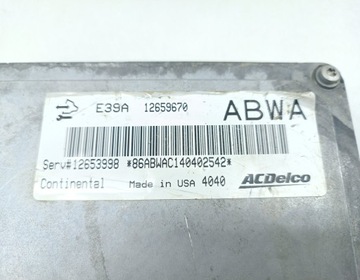 E39A 12659670 ABWA
Serv#12653998 *86ABWAC140402542*
Continental Made in USA 4040 ACDelco